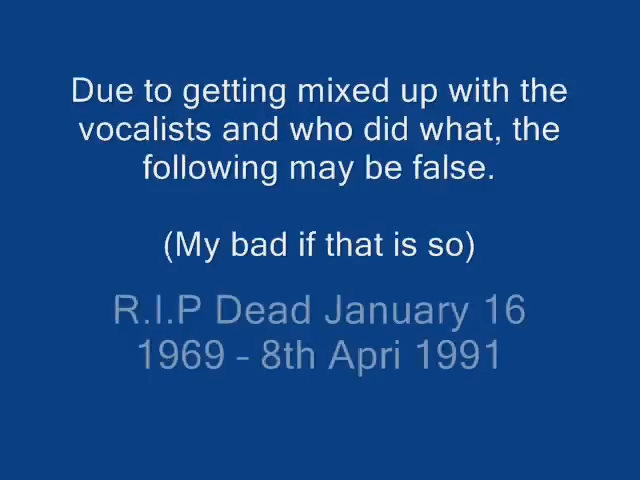 Due to getting mixed up with the
vocalists and who did what, the
following may be false.
(My bad if that is so)
R.I.P Dead January 16
1969 - 8th Apri 1991